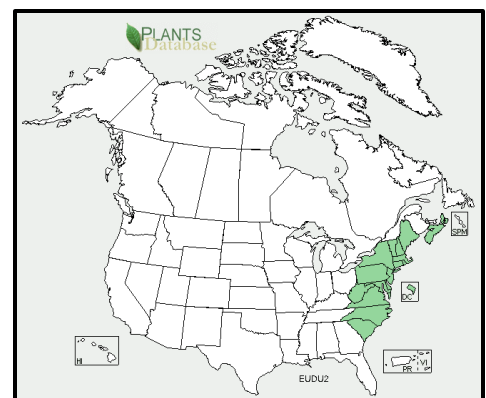 PLANTS
Database
SPM
DC
HI
PR VI
EUDU2